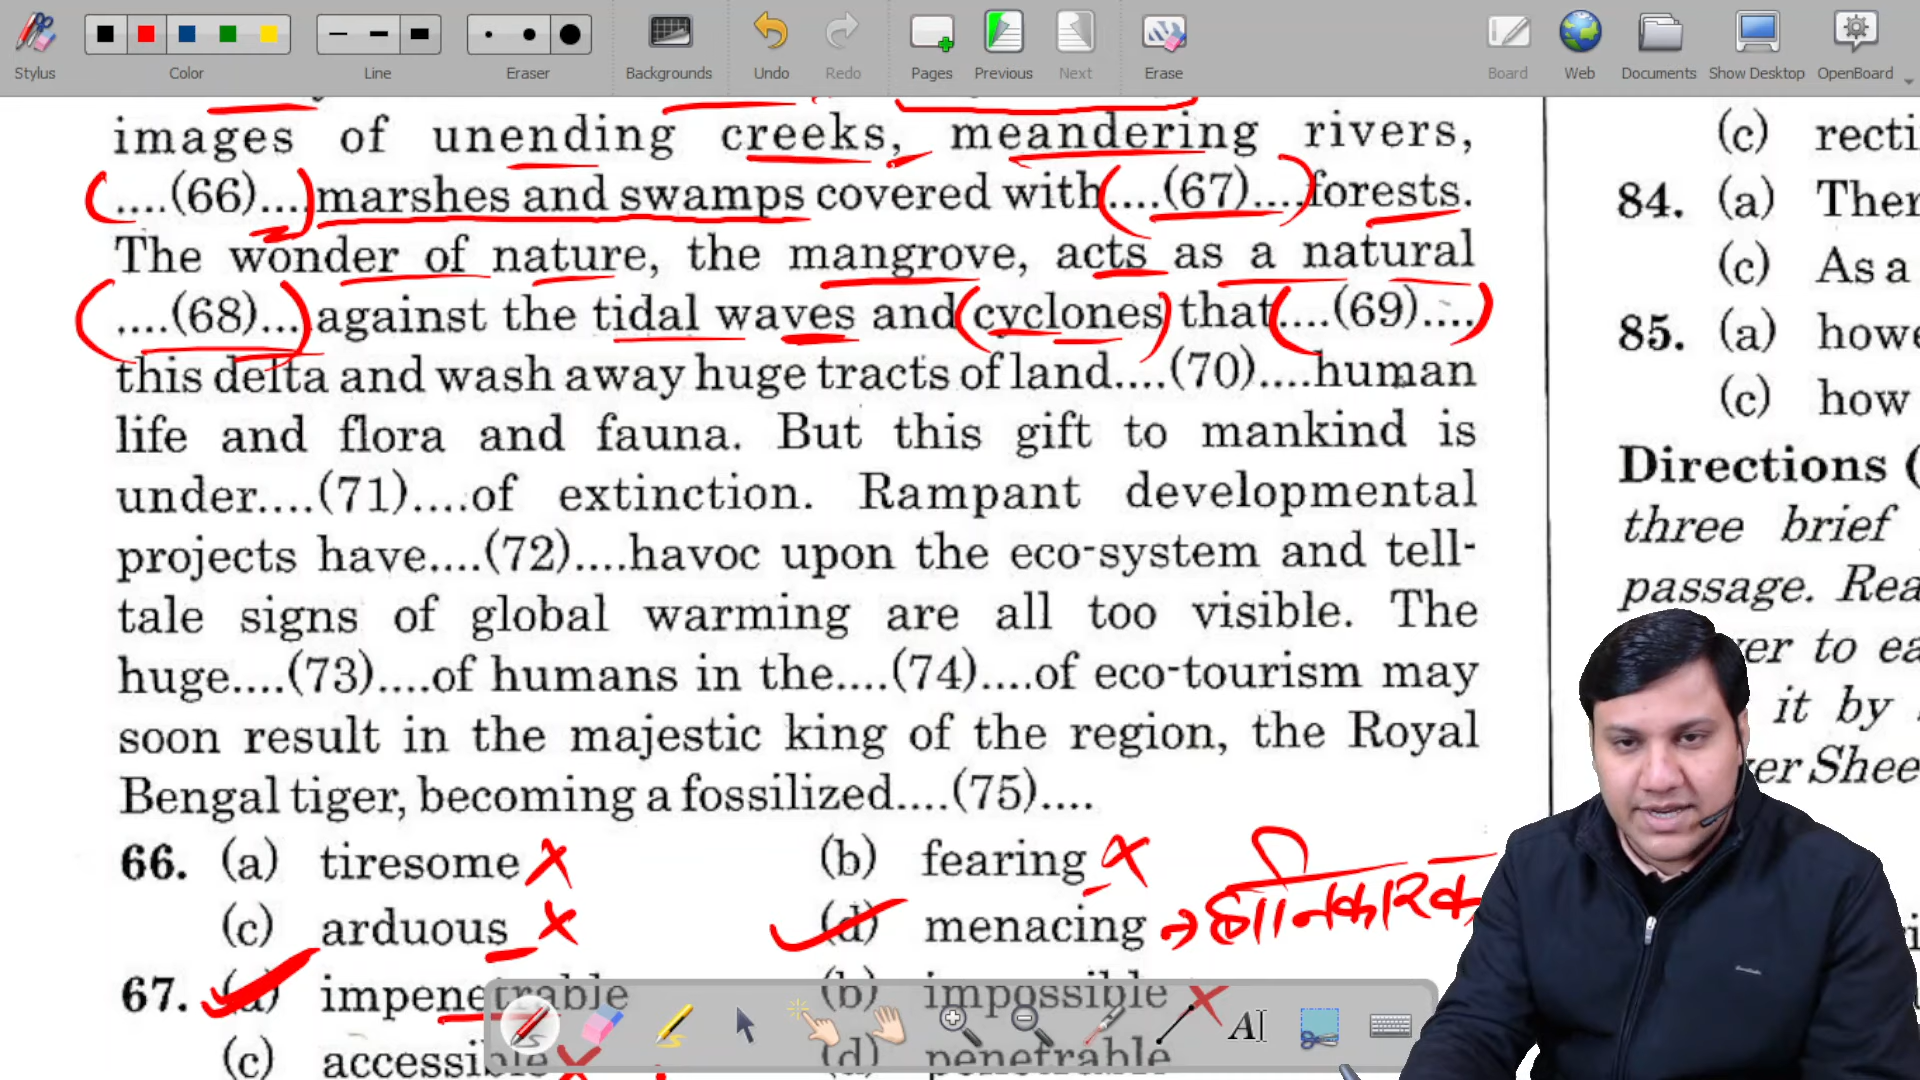 Stylus
Color
Line
Eraser
Backgrounds
Undo
Redo
Pages
Previous
Next
Erase
Board
Web
Documents
Show Desktop
OpenBoard
images of unending creeks, meandering rivers,
....(66)....marshes and swamps covered with....(67)....forests.
The wonder of nature, the mangrove, acts as a natural
....(68)....against the tidal waves and cyclones that....(69)....
this delta and wash away huge tracts of land....(70)....human
life and flora and fauna. But this gift to mankind is
under....(71)....of extinction. Rampant developmental
projects have....(72)....havoc upon the eco-system and tell-
tale signs of global warming are all too visible. The
huge....(73)....of humans in the....(74)....of eco-tourism may
soon result in the majestic king of the region, the Royal
Bengal tiger, becoming a fossilized....(75)....
66. (a) tiresome (b) fearing
(c) arduous (d) menacing → हानिकारक
67. (a) impenetrable (b) impossible
(c) accessible (d) penetrable
(c) recti
84. (a) Ther
(c) As a
85. (a) howe
(c) how
Directions (
three brief
passage. Rea
er to ea
it by
er Shee